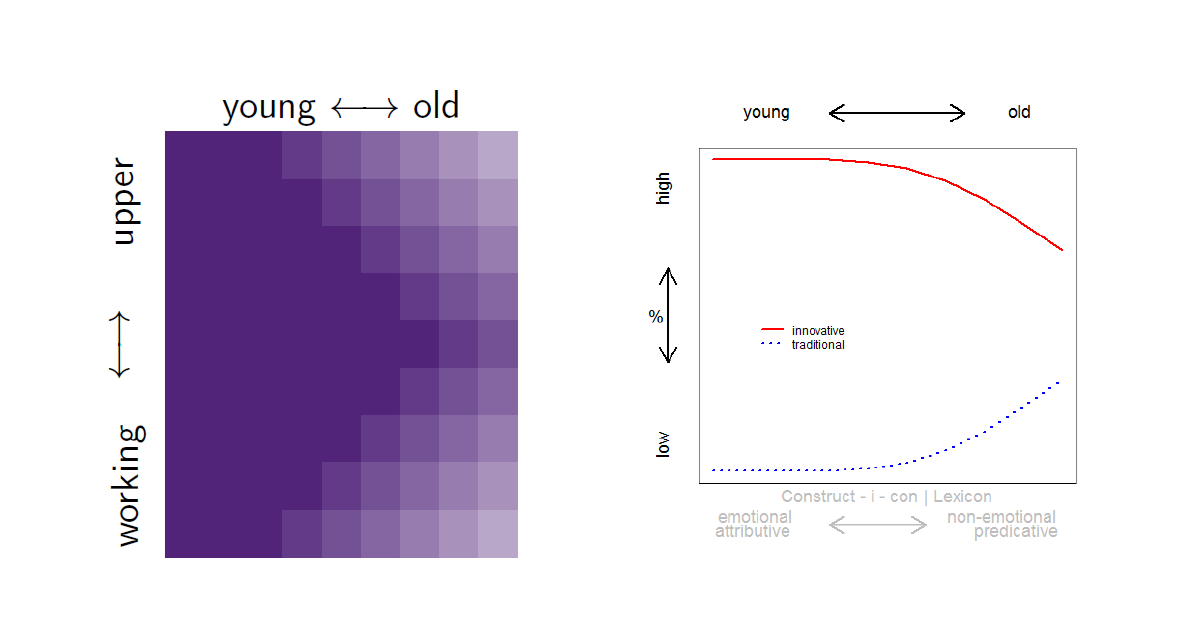 young ⟷ old
upper
⟷
working
young
old
high
%
low
innovative
traditional
Construct - i - con | Lexicon
emotional
attributive
non-emotional
predicative